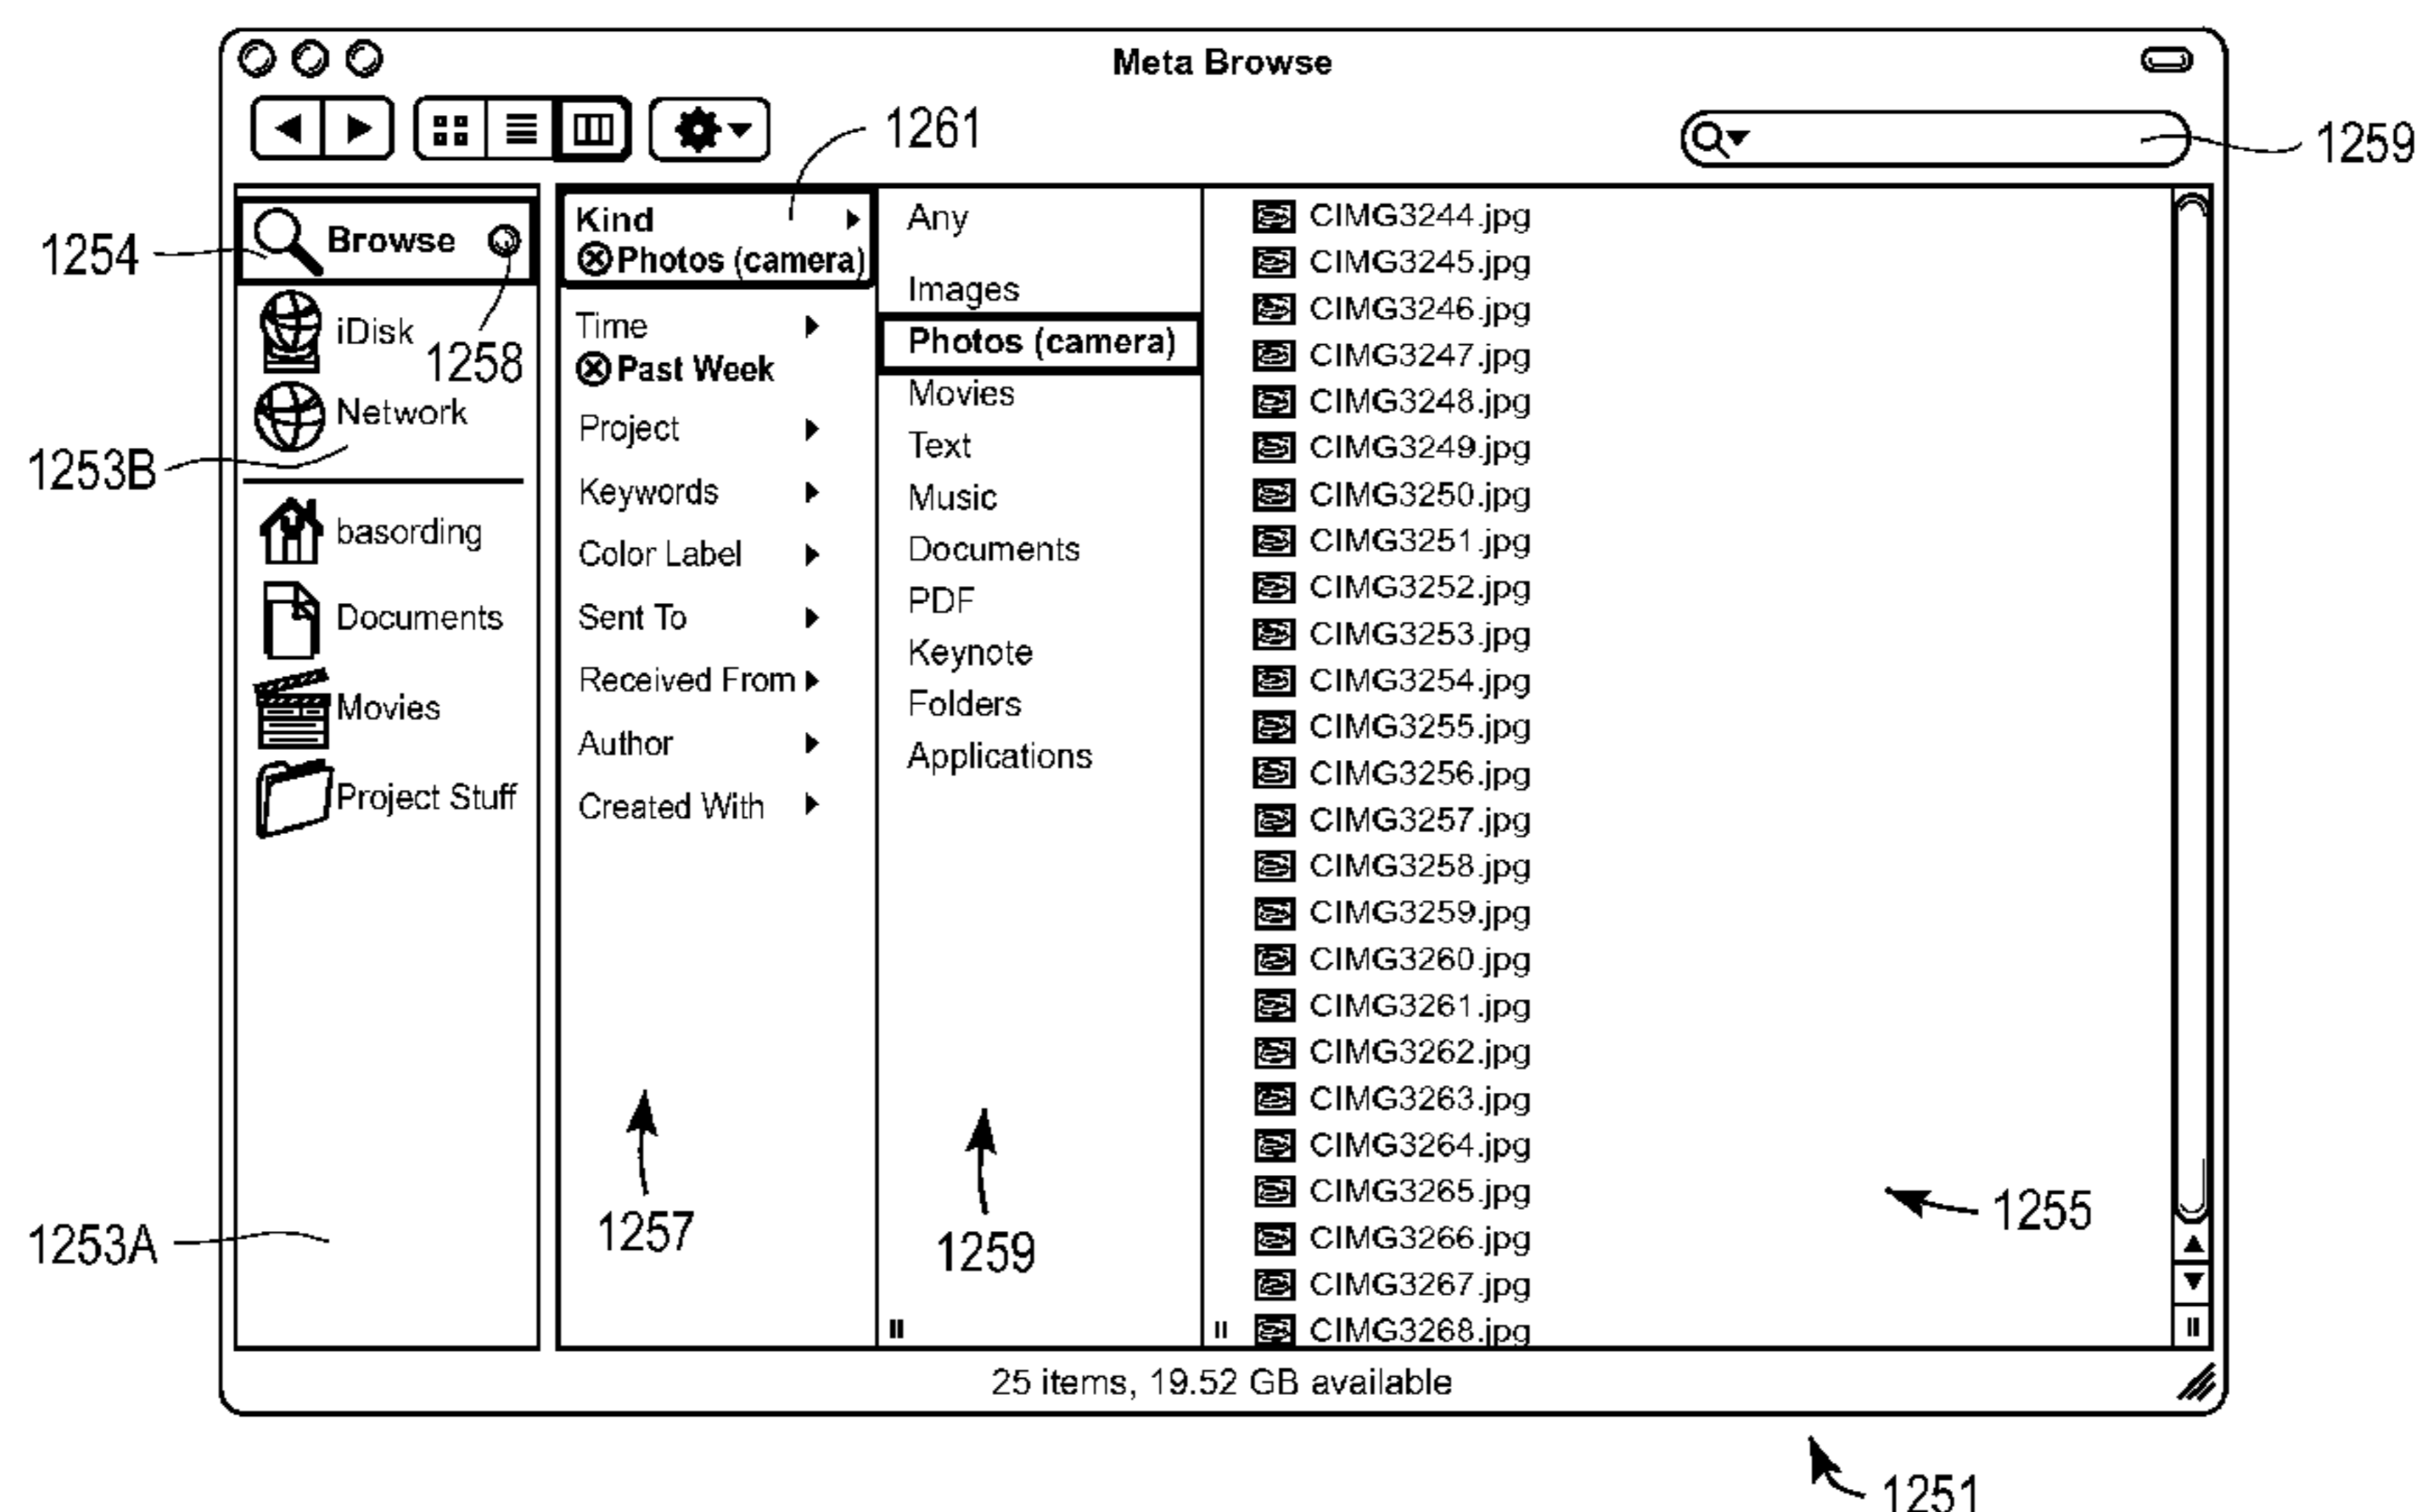 Meta Browse
1261
1259
1254
Browse
1258
iDisk
Network
1253B
basording
Documents
Movies
Project Stuff
1253A
Kind
Photos (camera)
Time
Past Week
Project
Keywords
Color Label
Sent To
Received From
Author
Created With
1257
Any
Images
Photos (camera)
Movies
Text
Music
Documents
PDF
Keynote
Folders
Applications
1259
CIMG3244.jpg
CIMG3245.jpg
CIMG3246.jpg
CIMG3247.jpg
CIMG3248.jpg
CIMG3249.jpg
CIMG3250.jpg
CIMG3251.jpg
CIMG3252.jpg
CIMG3253.jpg
CIMG3254.jpg
CIMG3255.jpg
CIMG3256.jpg
CIMG3257.jpg
CIMG3258.jpg
CIMG3259.jpg
CIMG3260.jpg
CIMG3261.jpg
CIMG3262.jpg
CIMG3263.jpg
CIMG3264.jpg
CIMG3265.jpg
CIMG3266.jpg
CIMG3267.jpg
CIMG3268.jpg
1255
25 items, 19.52 GB available
1251